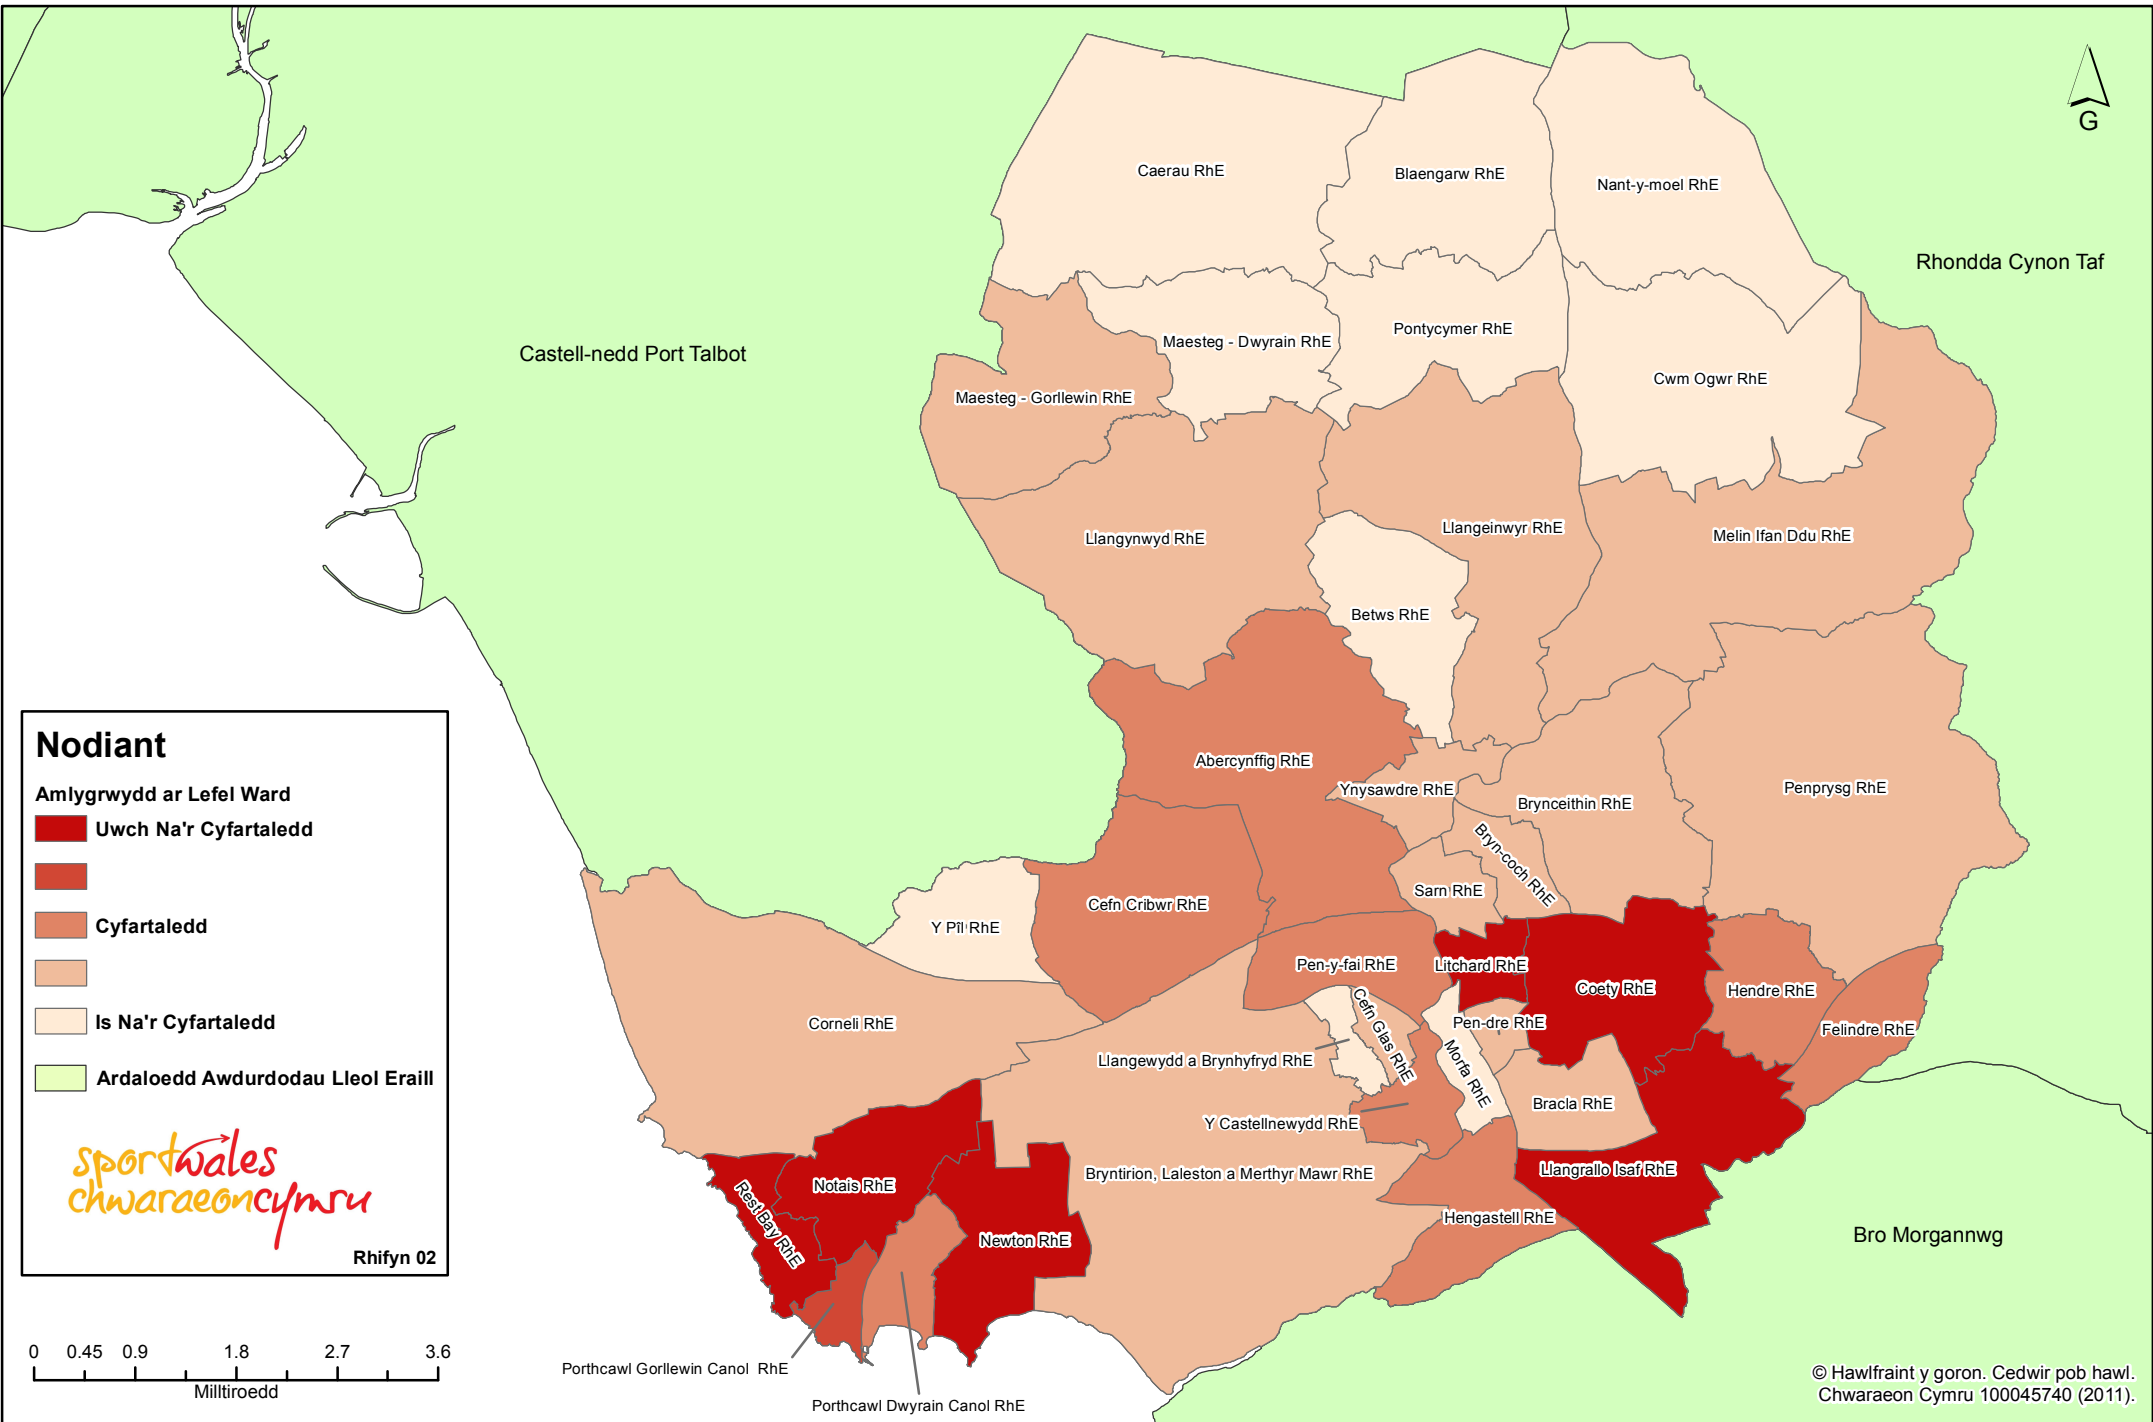 G
Caerau RhE
Blaengarw RhE
Nant-y-moel RhE
Rhondda Cynon Taf
Castell-nedd Port Talbot
Maesteg - Dwyrain RhE
Pontycymer RhE
Cwm Ogwr RhE
Maesteg - Gorllewin RhE
Llangynwyd RhE
Llangeinwyr RhE
Melin Ifan Ddu RhE
Betws RhE
Abercynffig RhE
Ynysawdre RhE
Brynceithin RhE
Penprysg RhE
Bryn-coch RhE
Sarn RhE
Cefn Cribwr RhE
Y Pîl RhE
Pen-y-fai RhE
Litchard RhE
Coety RhE
Hendre RhE
Felindre RhE
Corneli RhE
Cefn Glas RhE
Pen-dre RhE
Llangewydd a Brynhyfryd RhE
Morfa RhE
Bracla RhE
Y Castellnewydd RhE
Bryntirion, Laleston a Merthyr Mawr RhE
Llangrallo Isaf RhE
Notais RhE
Rest Bay RhE
Newton RhE
Hengastell RhE
Bro Morgannwg
Porthcawl Gorllewin Canol RhE
Porthcawl Dwyrain Canol RhE
Nodiant
Amlygrwydd ar Lefel Ward
Uwch Na'r Cyfartaledd
Cyfartaledd
Is Na'r Cyfartaledd
Ardaloedd Awdurdodau Lleol Eraill
sportwales
chwaraeoncymru
Rhifyn 02
0 0.45 0.9 1.8 2.7 3.6
Milltiroedd
© Hawlfraint y goron. Cedwir pob hawl.
Chwaraeon Cymru 100045740 (2011).